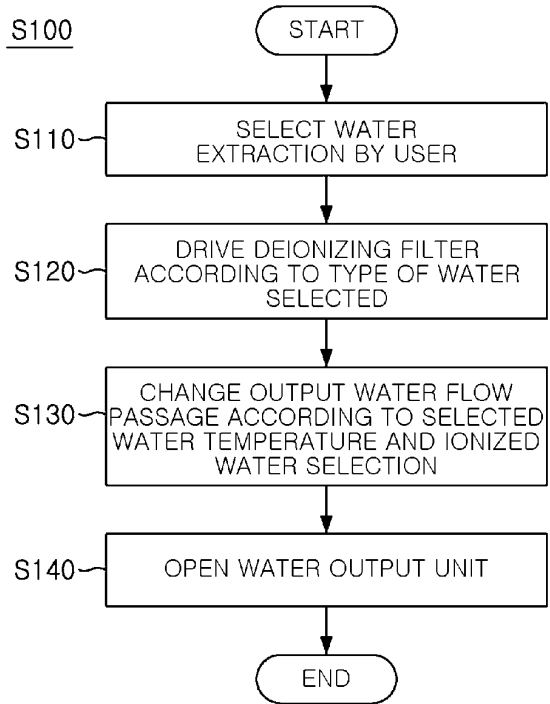 S100
START
S110
SELECT WATER
EXTRACTION BY USER
S120
DRIVE DEIONIZING FILTER
ACCORDING TO TYPE OF WATER
SELECTED
S130
CHANGE OUTPUT WATER FLOW
PASSAGE ACCORDING TO SELECTED
WATER TEMPERATURE AND IONIZED
WATER SELECTION
S140
OPEN WATER OUTPUT UNIT
END